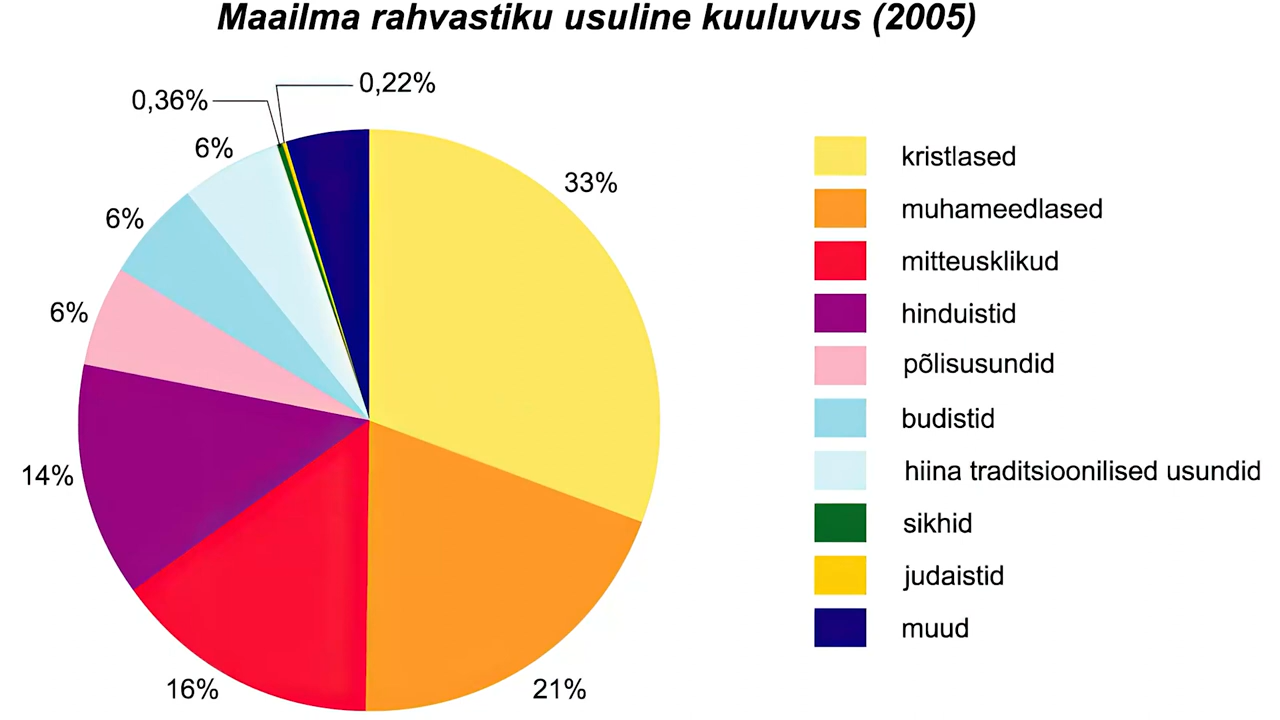 Maailma rahvastiku usuline kuuluvus (2005)
0,22%
0,36%
6%
6%
6%
14%
16%
21%
33%
kristlased
muhameedlased
mitteusklikud
hinduistid
põlisusundid
budistid
hiina traditsioonilised usundid
sikhid
judaistid
muud